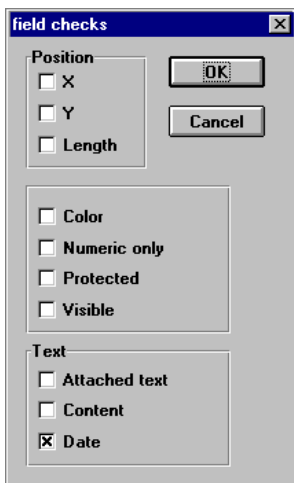 field checks
Position
X
Y
Length
OK
Cancel
Color
Numeric only
Protected
Visible
Text
Attached text
Content
Date